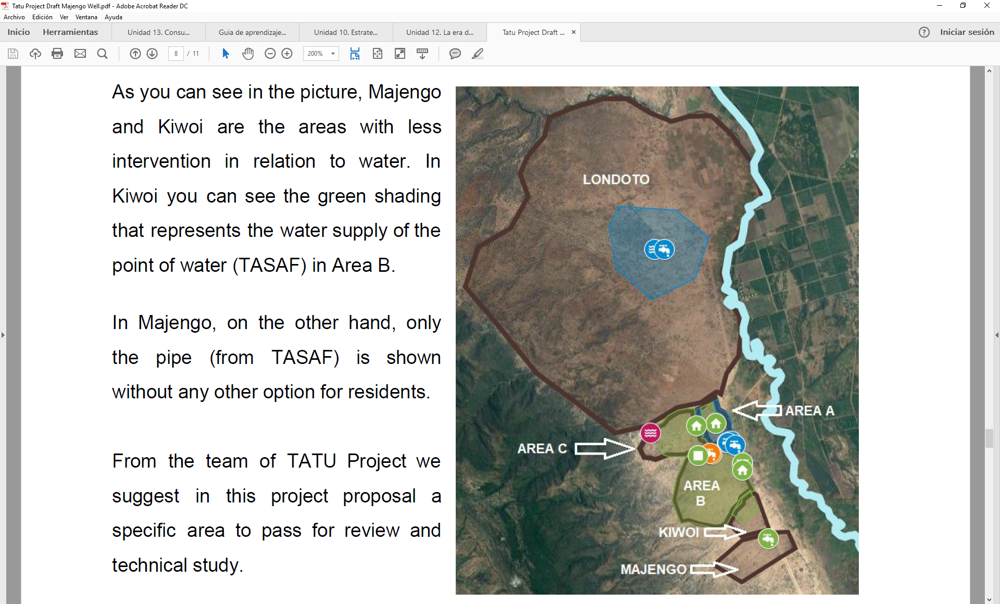 Tatu Project Draft Majengo Well.pdf - Adobe Acrobat Reader DC
Archivo Edición Ver Ventana Ayuda
Inicio Herramientas Unidad 13. Consu... Guia de aprendizaje... Unidad 10. Estrate... Unidad 12. La era d... Tatu Project Draft ... Iniciar sesión
8 / 11 200%
As you can see in the picture, Majengo
and Kiwoi are the areas with less
intervention in relation to water. In
Kiwoi you can see the green shading
that represents the water supply of the
point of water (TASAF) in Area B.
In Majengo, on the other hand, only
the pipe (from TASAF) is shown
without any other option for residents.
From the team of TATU Project we
suggest in this project proposal a
specific area to pass for review and
technical study.
LONDOTO
AREA A
AREA C
AREA
B
KIWOI
MAJENGO